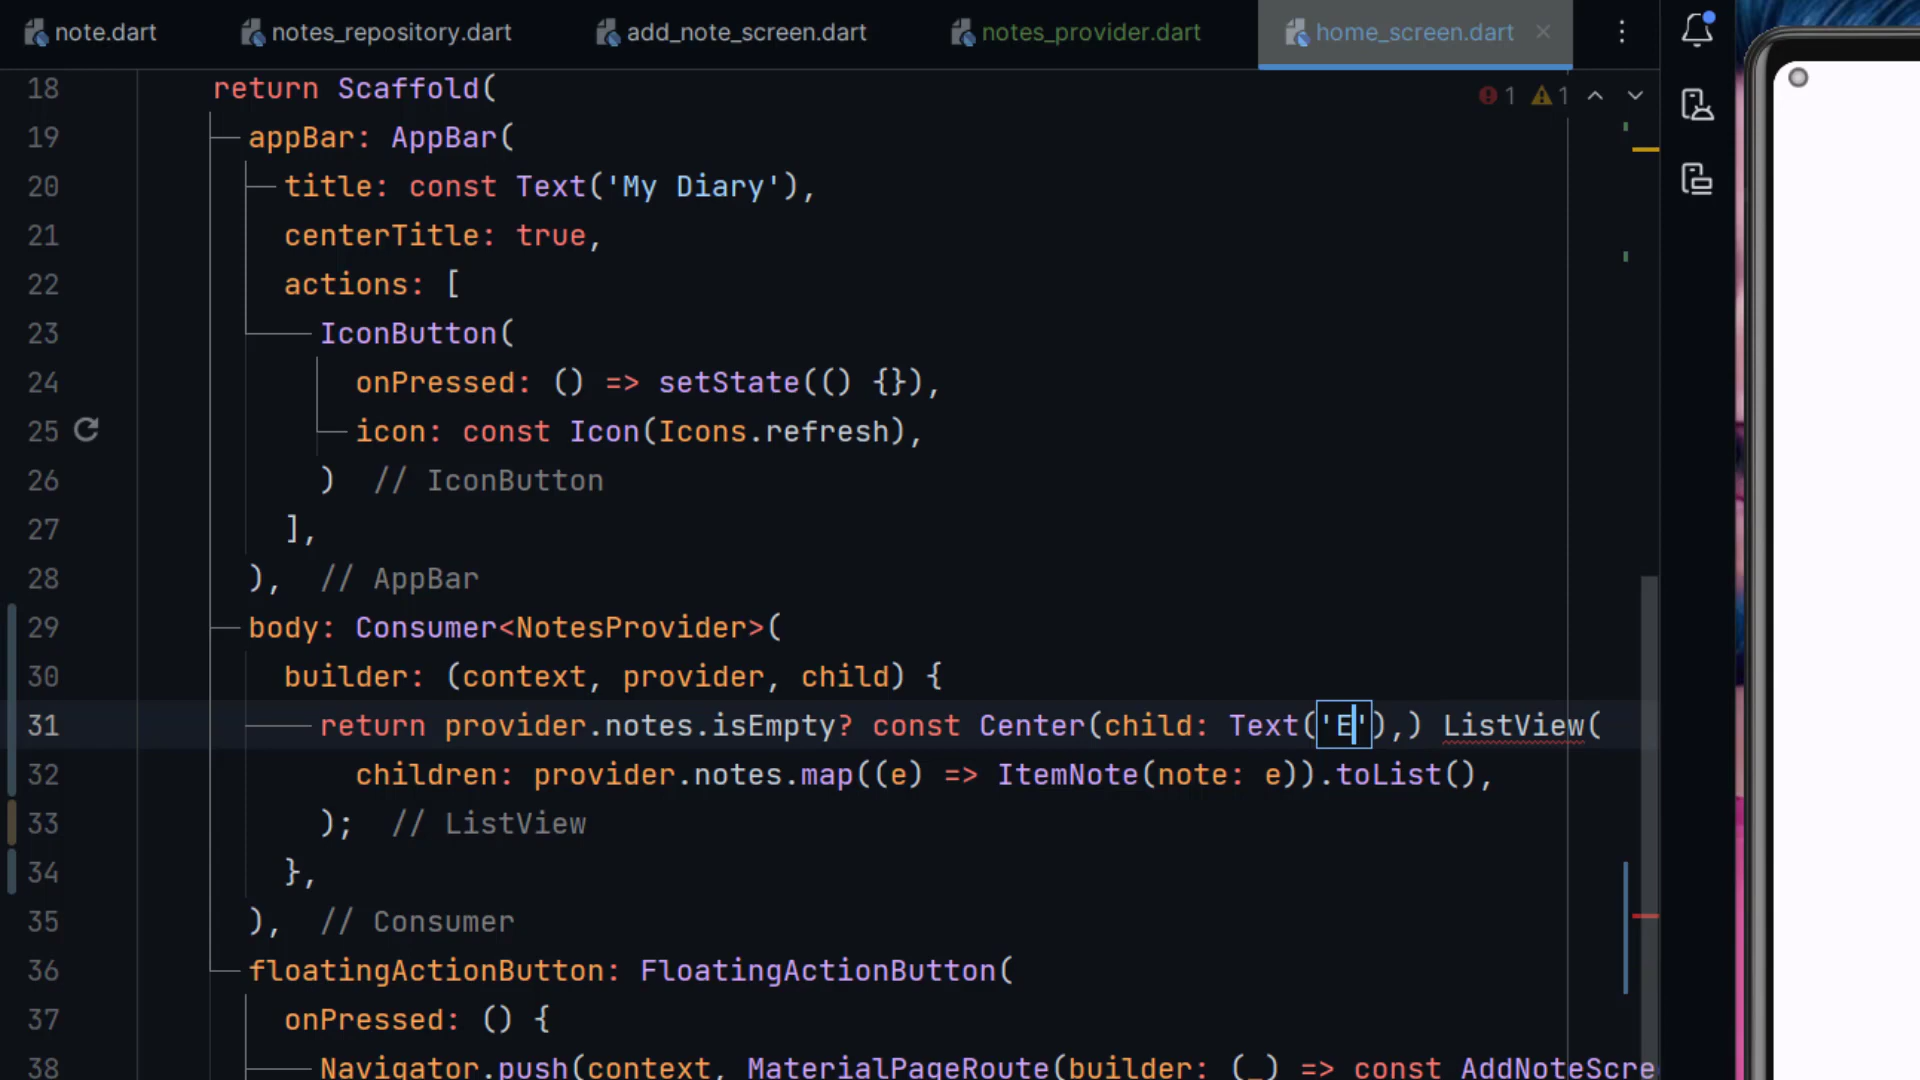 note.dart notes_repository.dart add_note_screen.dart notes_provider.dart home_screen.dart
18 return Scaffold(
1 1
19 appBar: AppBar(
20 title: const Text('My Diary'),
21 centerTitle: true,
22 actions: [
23 IconButton(
24 onPressed: () => setState(() {}),
25 icon: const Icon(Icons.refresh),
26 ) // IconButton
27 ],
28 ), // AppBar
29 body: Consumer<NotesProvider>(
30 builder: (context, provider, child) {
31 return provider.notes.isEmpty? const Center(child: Text('E'),) ListView(
32 children: provider.notes.map((e) => ItemNote(note: e)).toList(),
33 ); // ListView
34 },
35 ), // Consumer
36 floatingActionButton: FloatingActionButton(
37 onPressed: () {
38 Navigator.push(context, MaterialPageRoute(builder: (_) => const AddNoteScre